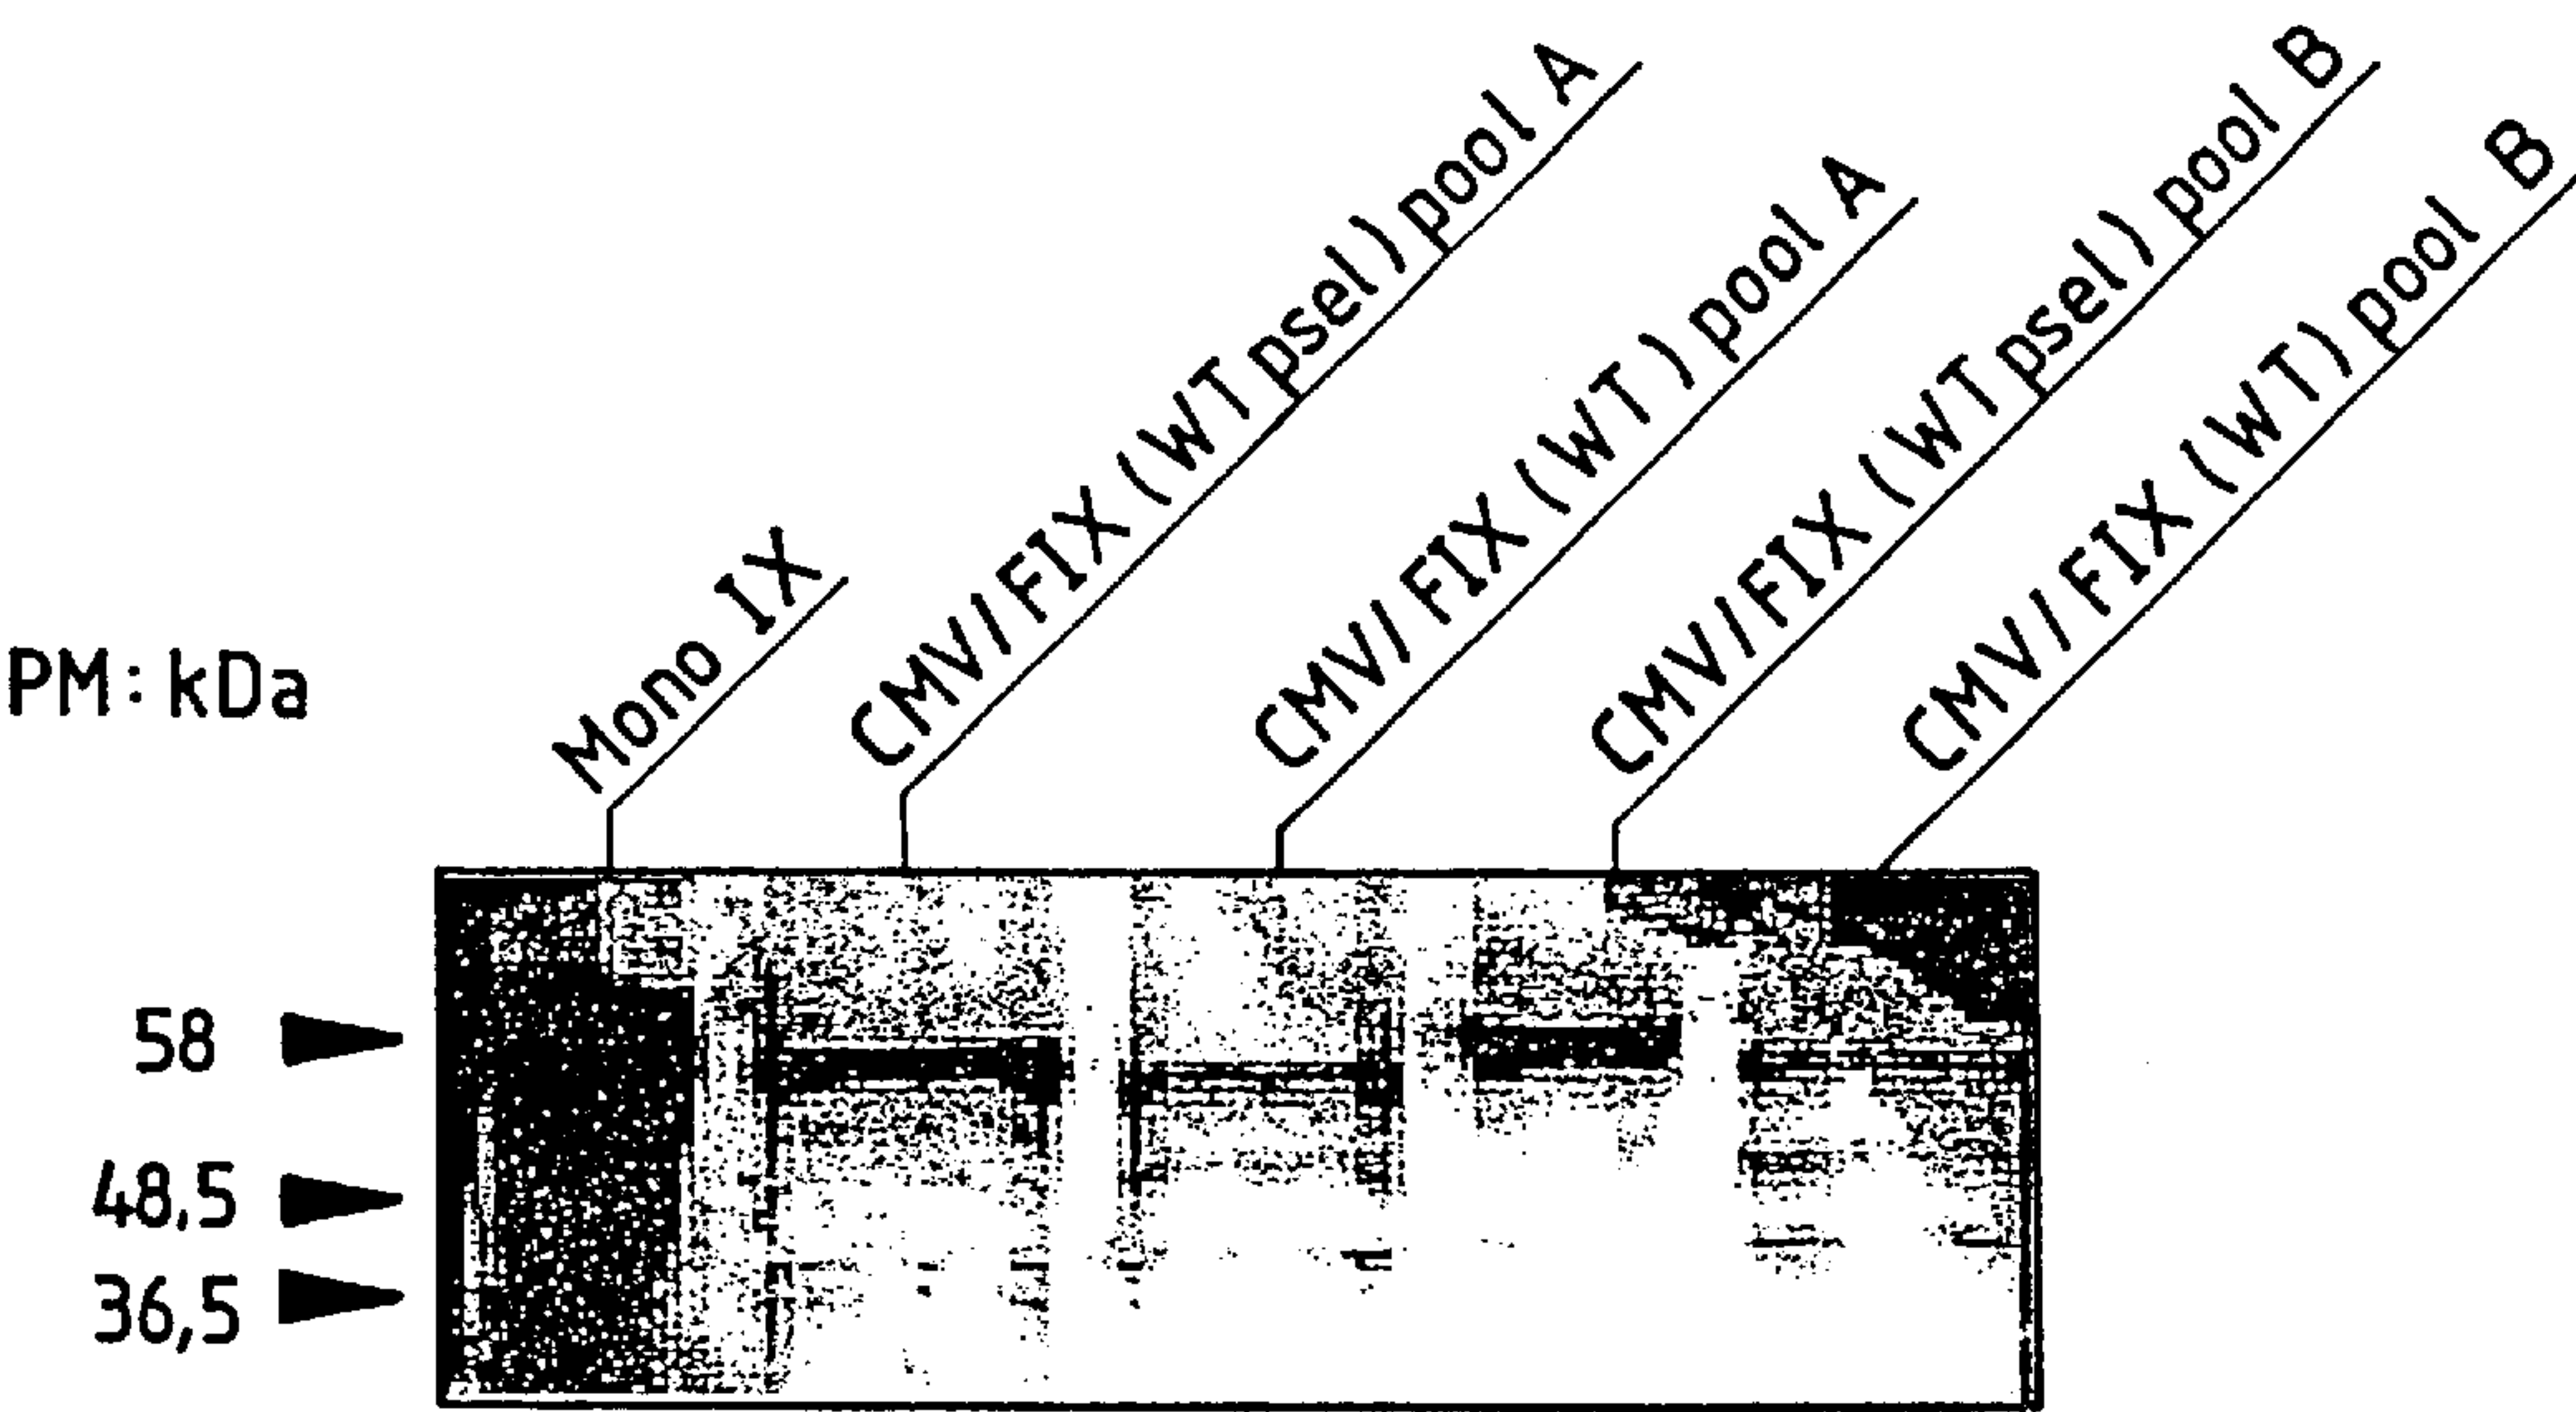 Mono IX
CMV/FIX (WT psel) pool A
CMV/FIX (WT) pool A
CMV/FIX (WT psel) pool B
CMV/FIX (WT) pool B
PM: kDa
58
48,5
36,5